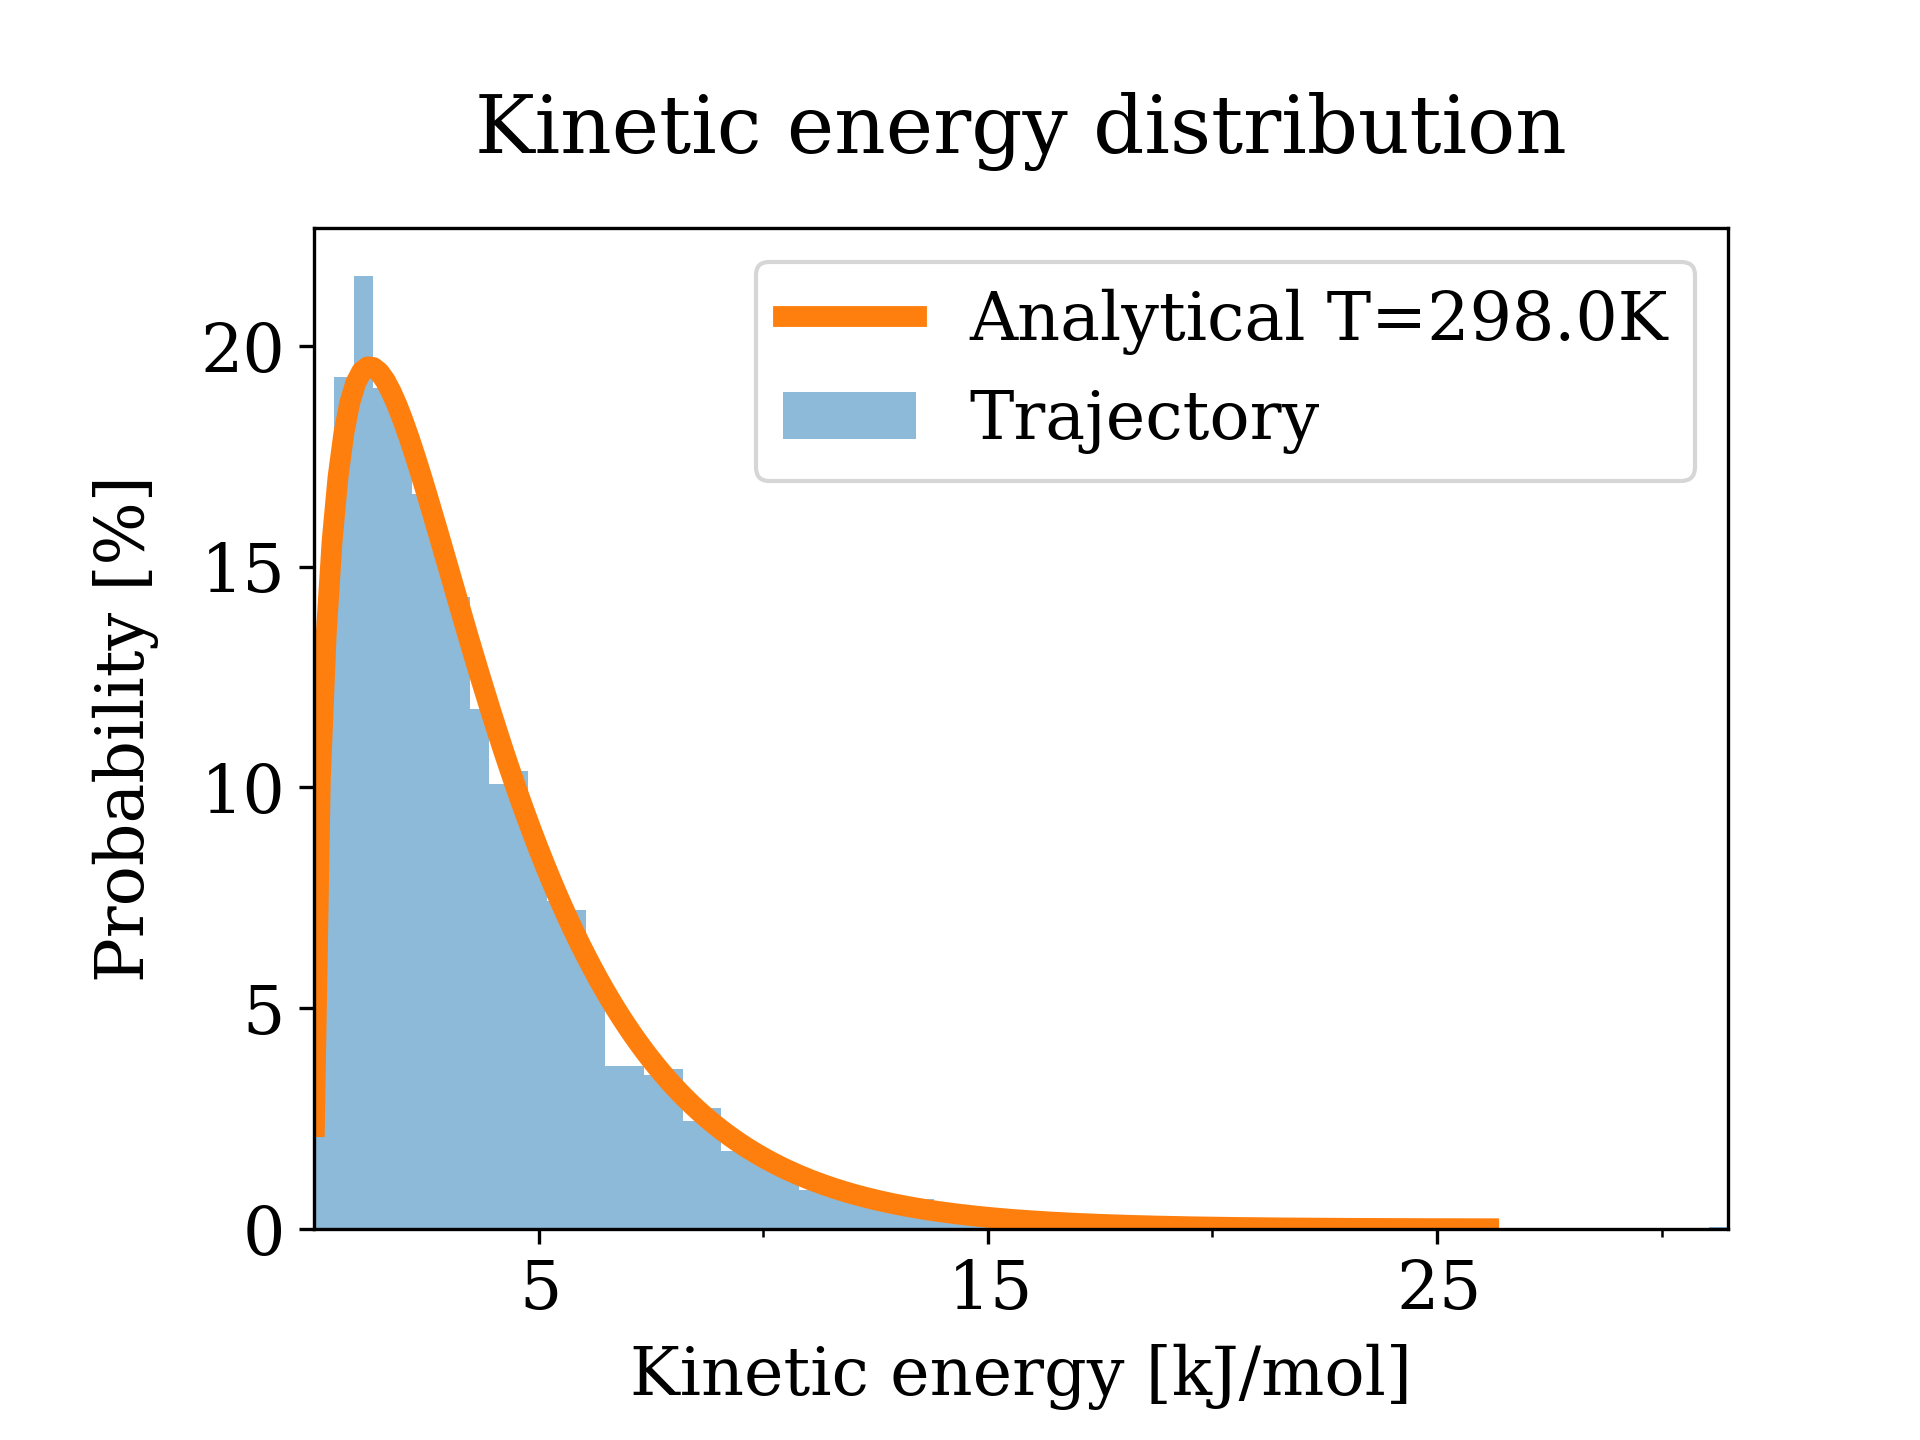 Kinetic energy distribution
Analytical T=298.0K
Trajectory
Probability [%]
20
15
10
5
0
5 15 25
Kinetic energy [kJ/mol]